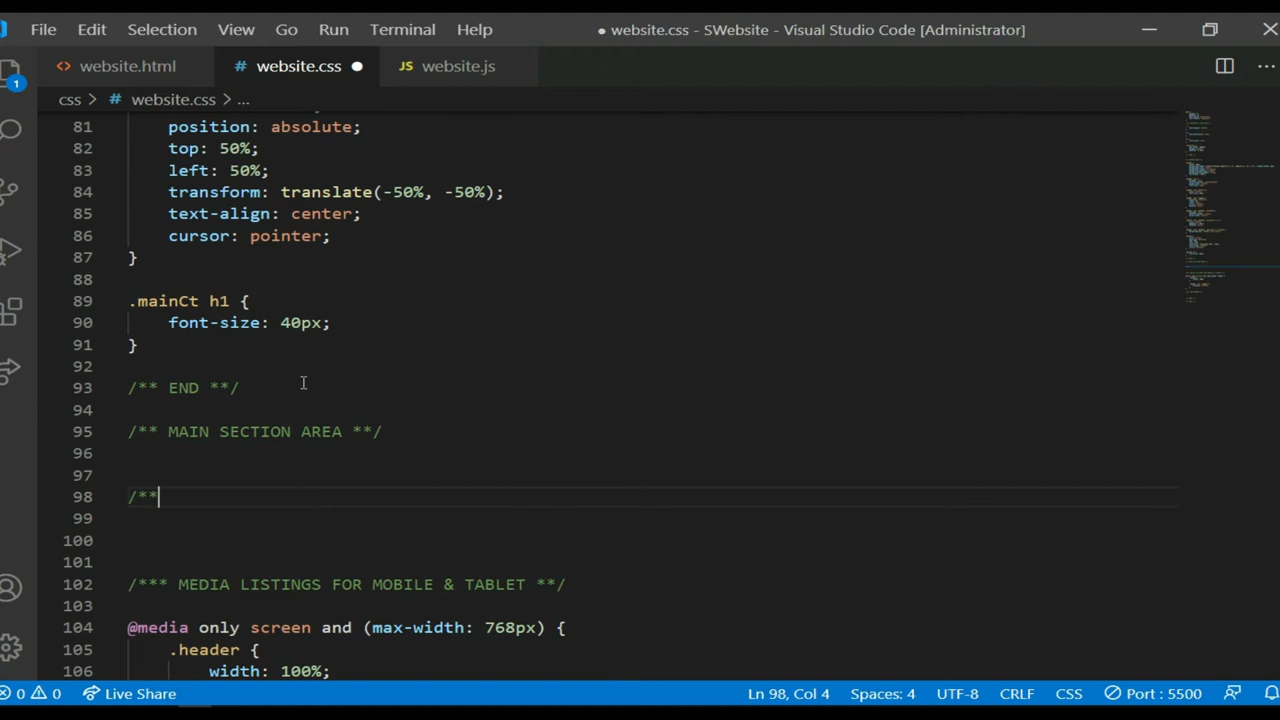 File Edit Selection View Go Run Terminal Help ● website.css - SWebsite - Visual Studio Code [Administrator]
<> website.html # website.css ● JS website.js ...
css > # website.css > ...
1
81 position: absolute;
82 top: 50%;
83 left: 50%;
84 transform: translate(-50%, -50%);
85 text-align: center;
86 cursor: pointer;
87 }
88
89 .mainCt h1 {
90 font-size: 40px;
91 }
92
93 /** END **/
94
95 /** MAIN SECTION AREA **/
96
97
98 /**
99
100
101
102 /*** MEDIA LISTINGS FOR MOBILE & TABLET **/
103
104 @media only screen and (max-width: 768px) {
105 .header {
106 width: 100%;
0 0 Live Share Ln 98, Col 4 Spaces: 4 UTF-8 CRLF CSS Port : 5500